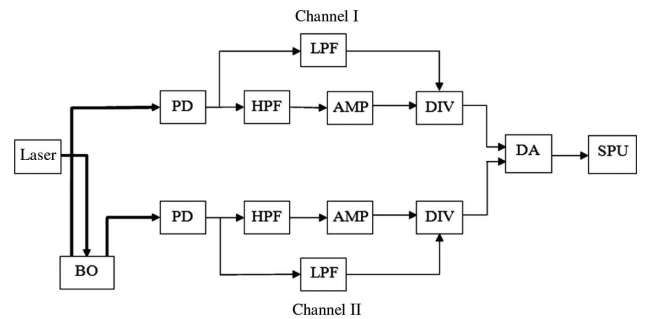 Channel I
LPF
PD
HPF
AMP
DIV
Laser
DA
SPU
PD
HPF
AMP
DIV
BO
LPF
Channel II